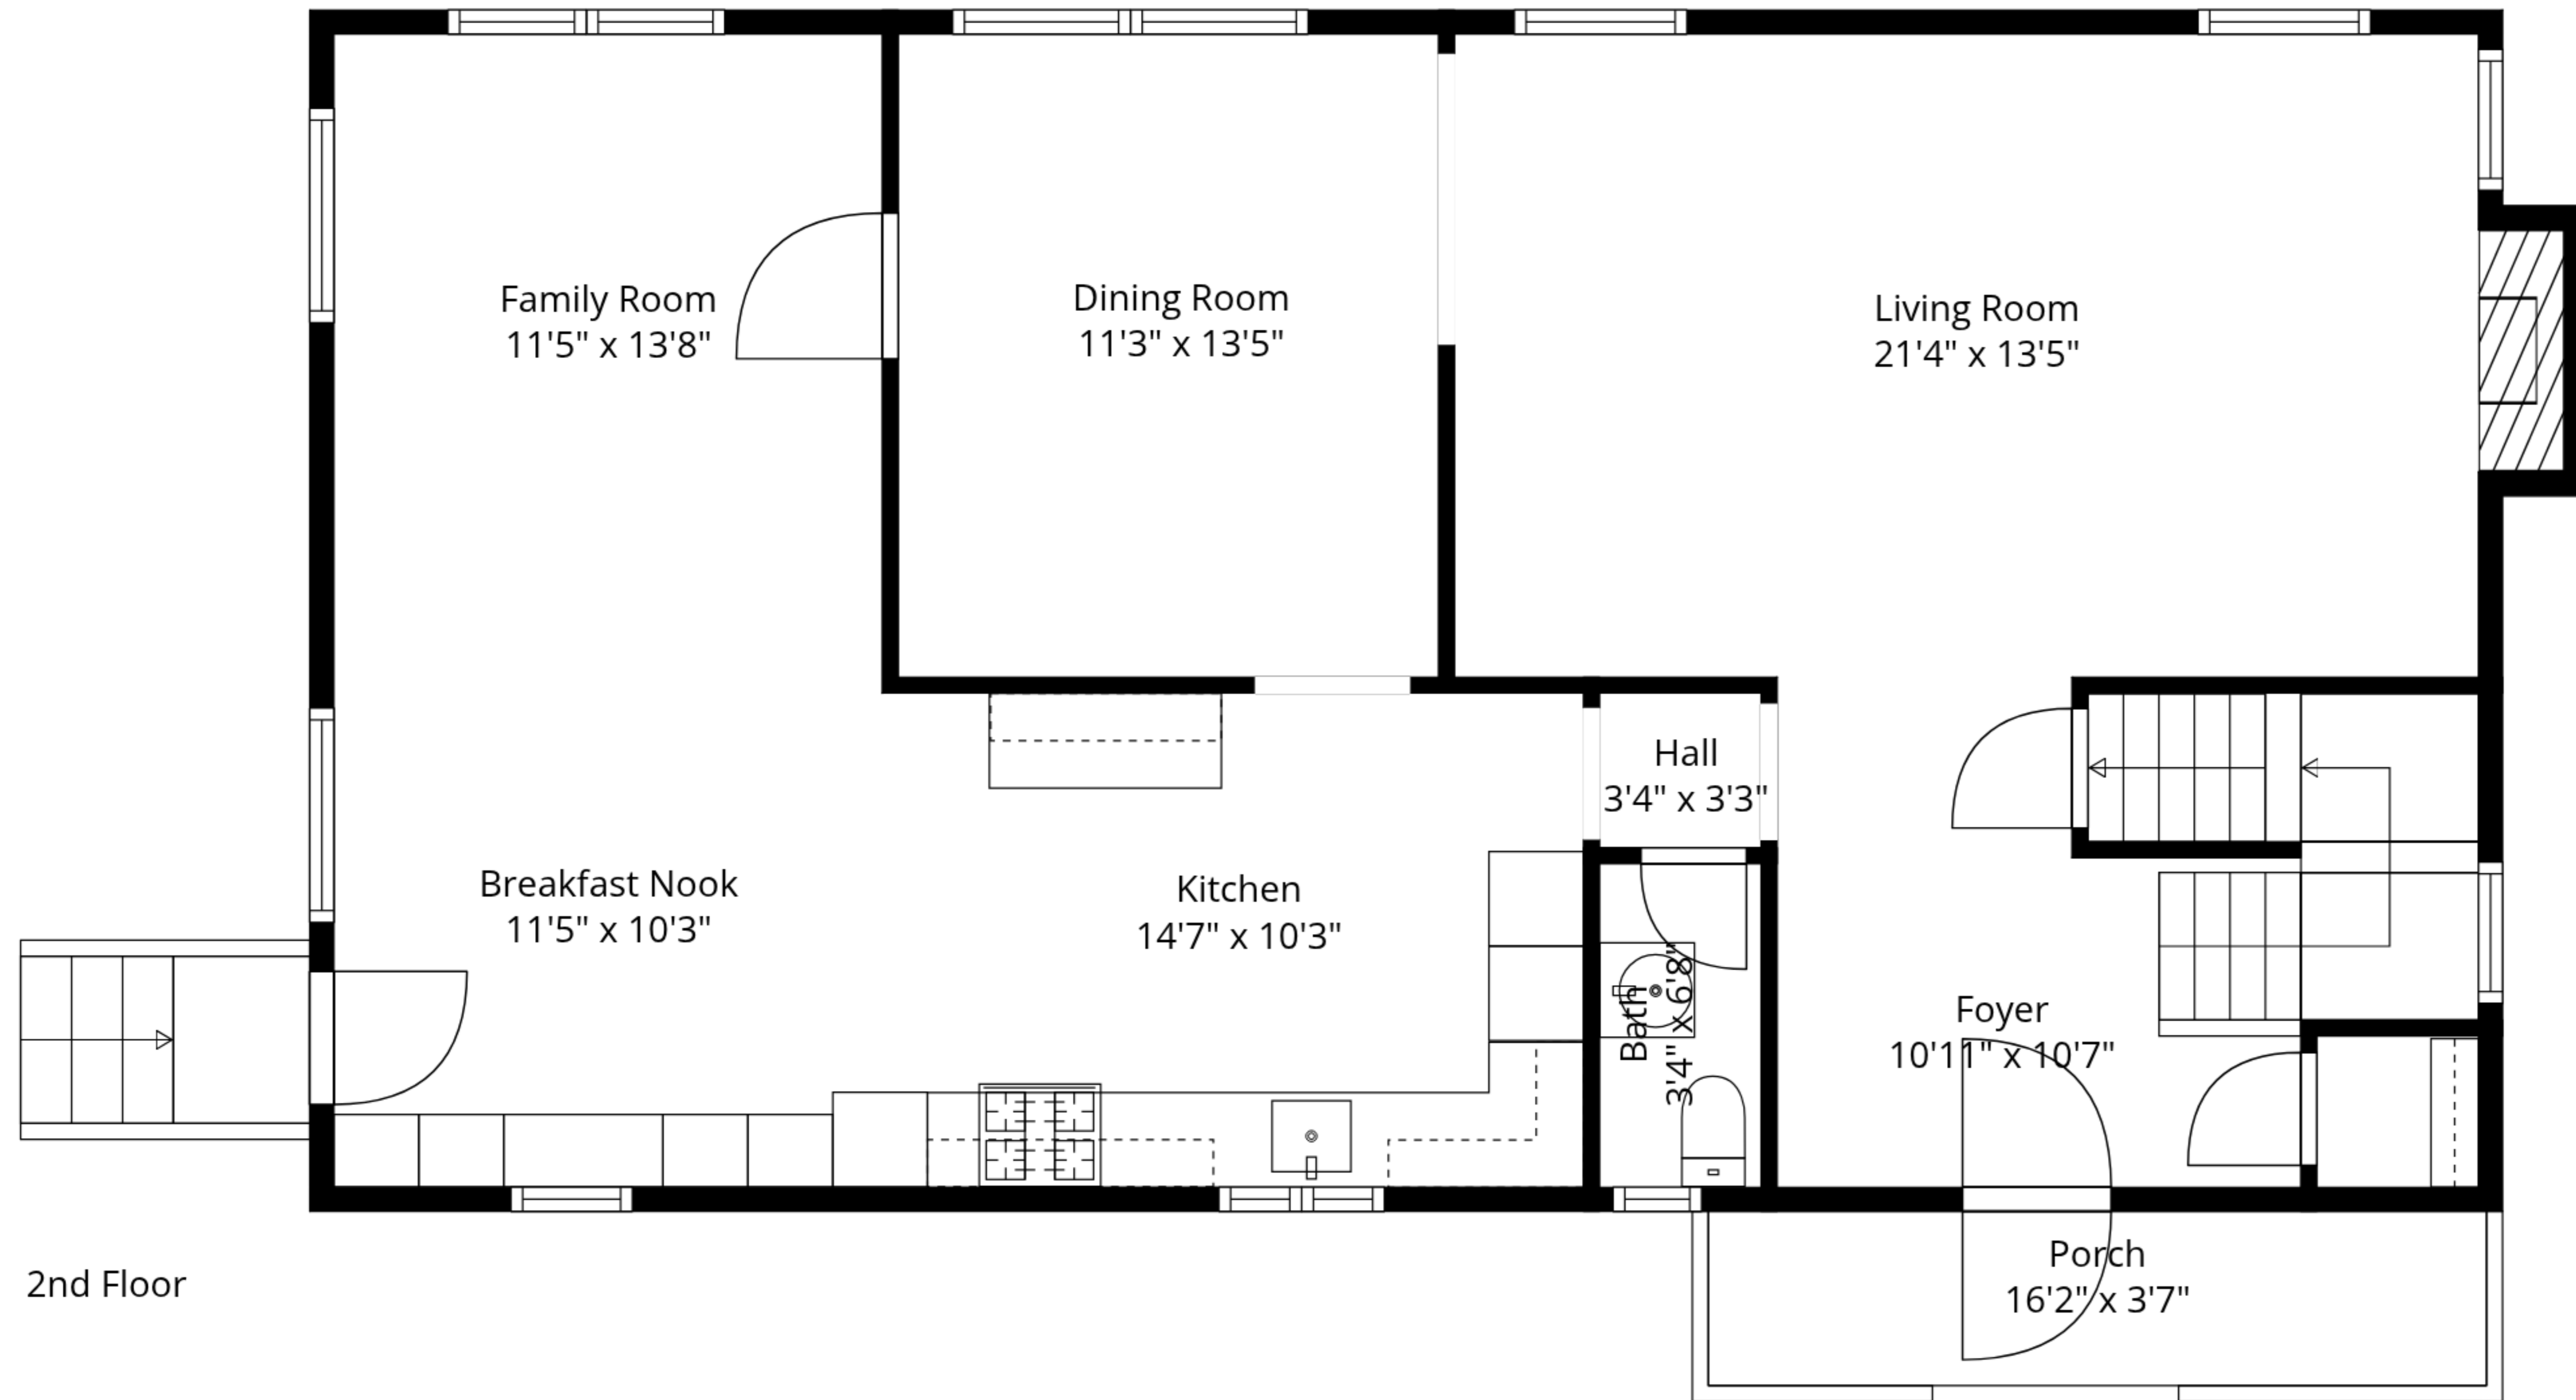 Family Room
11'5" x 13'8"
Dining Room
11'3" x 13'5"
Living Room
21'4" x 13'5"
Hall
3'4" x 3'3"
Breakfast Nook
11'5" x 10'3"
Kitchen
14'7" x 10'3"
Bath
3'4" x 6'8"
Foyer
10'11" x 10'7"
Porch
16'2" x 3'7"
2nd Floor